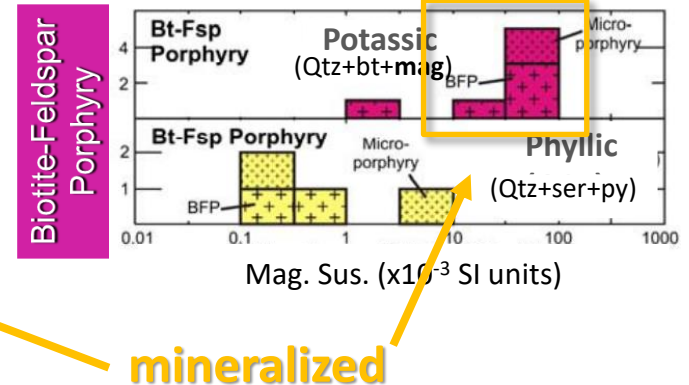 Biotite-Feldspar
Porphyry
Bt-Fsp
Porphyry
Potassic
(Qtz+bt+mag)
Micro-
porphyry
BFP
4
2
Bt-Fsp Porphyry
Micro-
porphyry
Phyllic
(Qtz+ser+py)
BFP
2
1
0.01 0.1 1 10 100 1000
Mag. Sus. (x10-3 SI units)
mineralized